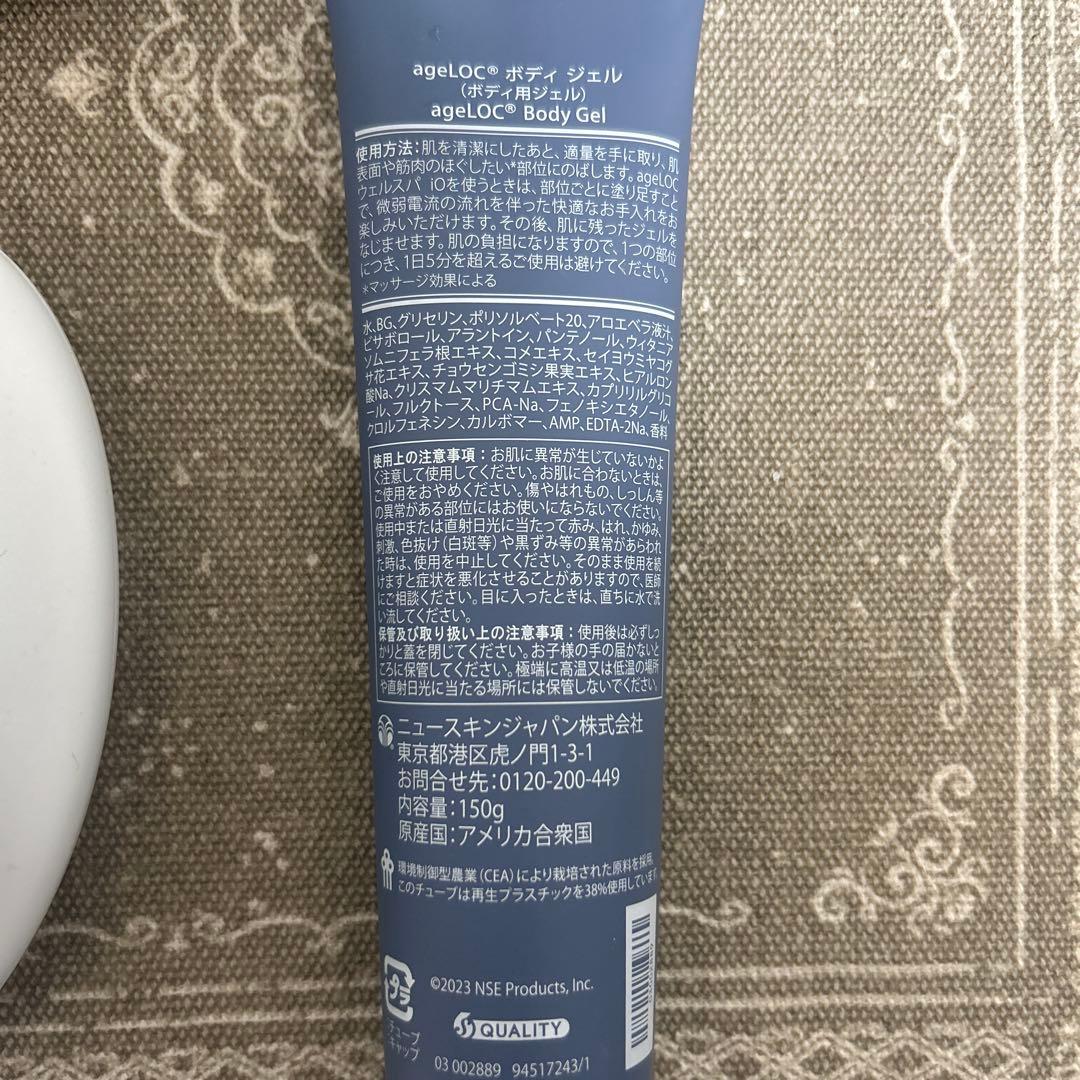 ageLOC® ボディ ジェル
(ボディ用ジェル)
ageLOC® Body Gel
使用方法：肌を清潔にしたあと、適量を手に取り、肌
表面や筋肉のほぐしたい*部位にのばします。ageLOC
ウェルスパ iOを使うときは、部位ごとに塗り足すこと
で、微弱電流の流れを伴った快適なお手入れをお
楽しみいただけます。その後、肌に残ったジェルを
なじませます。肌の負担になりますので、1つの部位
につき、1日5分を超えるご使用は避けてください。
*マッサージ効果による
水、BG、グリセリン、ポリソルベート20、アロエベラ液汁、
ビサボロール、アラントイン、パンテノール、ウィタニア
ソムニフェラ根エキス、コメエキス、セイヨウミヤコグ
サ花エキス、チョウセンゴミシ果実エキス、ヒアルロン
酸Na、クリスマムマリチマムエキス、カプリリルグリコ
ール、フルクトース、PCA-Na、フェノキシエタノール、
クロルフェネシン、カルボマー、AMP、EDTA-2Na、香料
使用上の注意事項：お肌に異常が生じていないかよ
く注意して使用してください。お肌に合わないときは、
ご使用をおやめください。傷やはれもの、しっしん等
の異常がある部位にはお使いにならないでください。
使用中または直射日光に当たって赤み、はれ、かゆみ、
刺激、色抜け(白斑等)や黒ずみ等の異常があらわれ
た時は、使用を中止してください。そのまま使用を続
けますと症状を悪化させることがありますので、医師
にご相談ください。目に入ったときは、直ちに水で洗
い流してください。
保管及び取り扱い上の注意事項：使用後は必ずしっ
かりと蓋を閉じてください。お子様の手の届かないと
ころに保管してください。極端に高温又は低温の場所
や直射日光に当たる場所には保管しないでください。
ニュースキンジャパン株式会社
東京都港区虎ノ門1-3-1
お問合せ先：0120-200-449
内容量：150g
原産国：アメリカ合衆国
環境制御型農業(CEA)により栽培された原料を採用。
このチューブは再生プラスチックを38%使用しています。
プラ
チューブ
キャップ
©2023 NSE Products, Inc.
QUALITY
03 002889 94517243/1